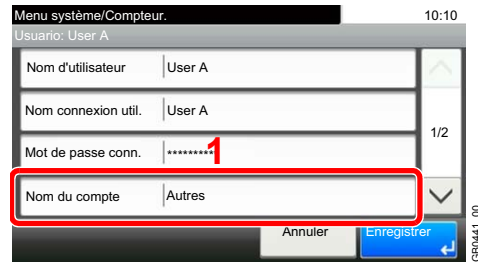 Menu système/Compteur. 10:10
Usuario: User A
Nom d'utilisateur User A
Nom connexion util. User A
1/2
Mot de passe conn. ********** 1
Nom du compte Autres
Annuler Enregistrer
GB0441_00